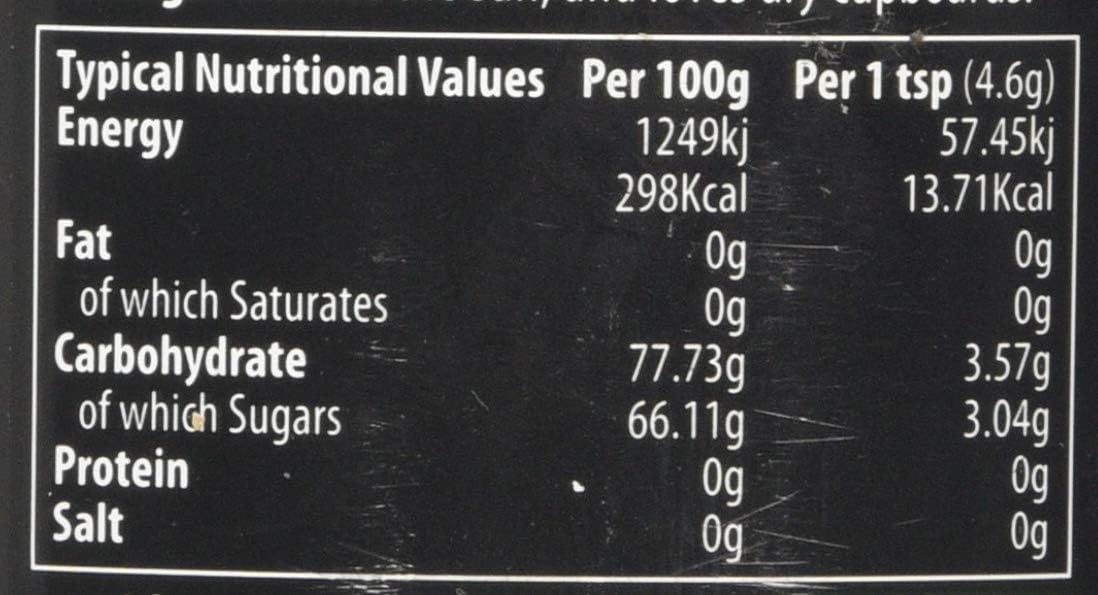 Typical Nutritional Values Per 100g Per 1 tsp (4.6g)
Energy 1249kj 57.45kj
298Kcal 13.71Kcal
Fat 0g 0g
of which Saturates 0g 0g
Carbohydrate 77.73g 3.57g
of which Sugars 66.11g 3.04g
Protein 0g 0g
Salt 0g 0g